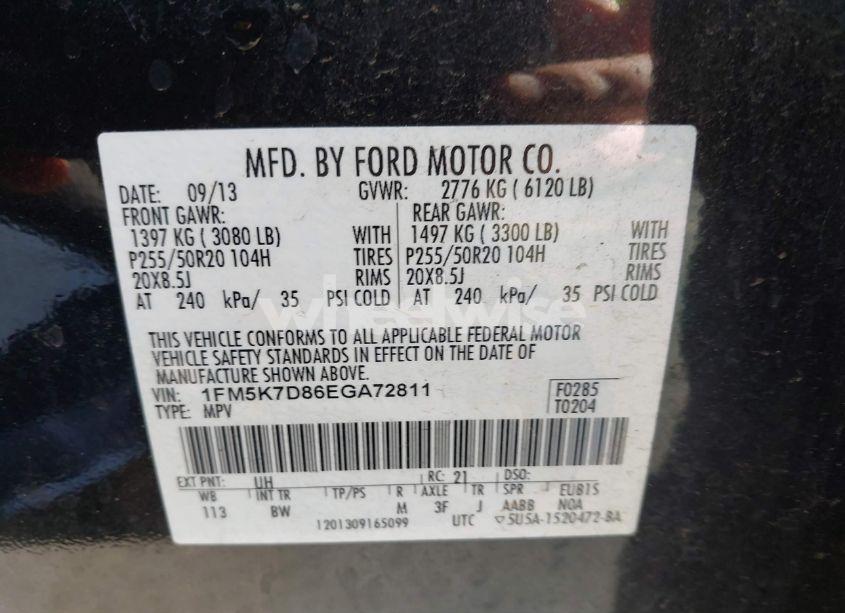 MFD. BY FORD MOTOR CO.
DATE: 09/13 GVWR: 2776 KG ( 6120 LB)
FRONT GAWR: REAR GAWR:
1397 KG ( 3080 LB) WITH 1497 KG ( 3300 LB) WITH
P255/50R20 104H TIRES P255/50R20 104H TIRES
20X8.5J RIMS 20X8.5J RIMS
AT 240 kPa/ 35 PSI COLD AT 240 kPa/ 35 PSI COLD
wheelwise
THIS VEHICLE CONFORMS TO ALL APPLICABLE FEDERAL MOTOR
VEHICLE SAFETY STANDARDS IN EFFECT ON THE DATE OF
MANUFACTURE SHOWN ABOVE.
VIN: 1FM5K7D86EGA72811 F0285
TYPE: MPV T0204
EXT PNT: UH RC: 21 DSO:
WB INT TR TP/PS R AXLE TR SPR EUBIS
113 BW M 3F J AABB NOA
1201309165099 UTC ▽5U5A-1520472-BA